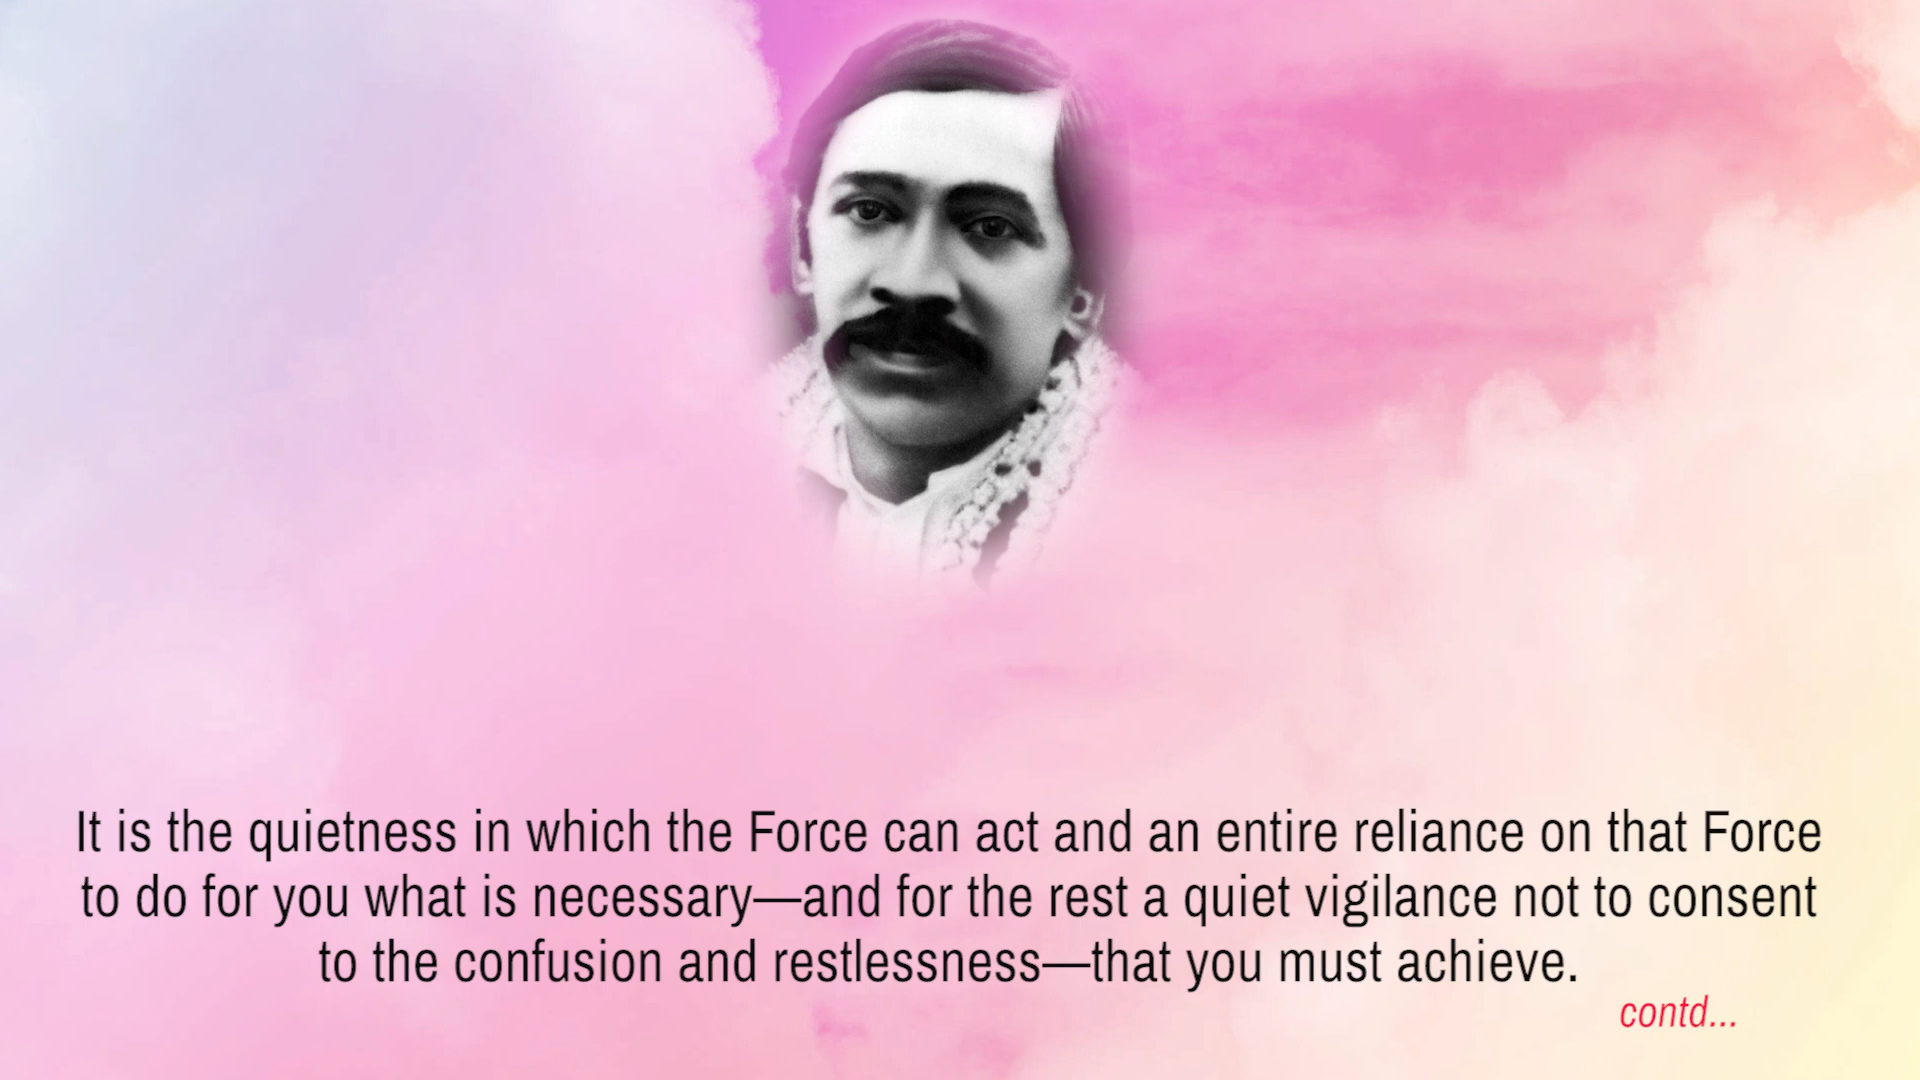 It is the quietness in which the Force can act and an entire reliance on that Force
to do for you what is necessary—and for the rest a quiet vigilance not to consent
to the confusion and restlessness—that you must achieve.
contd...